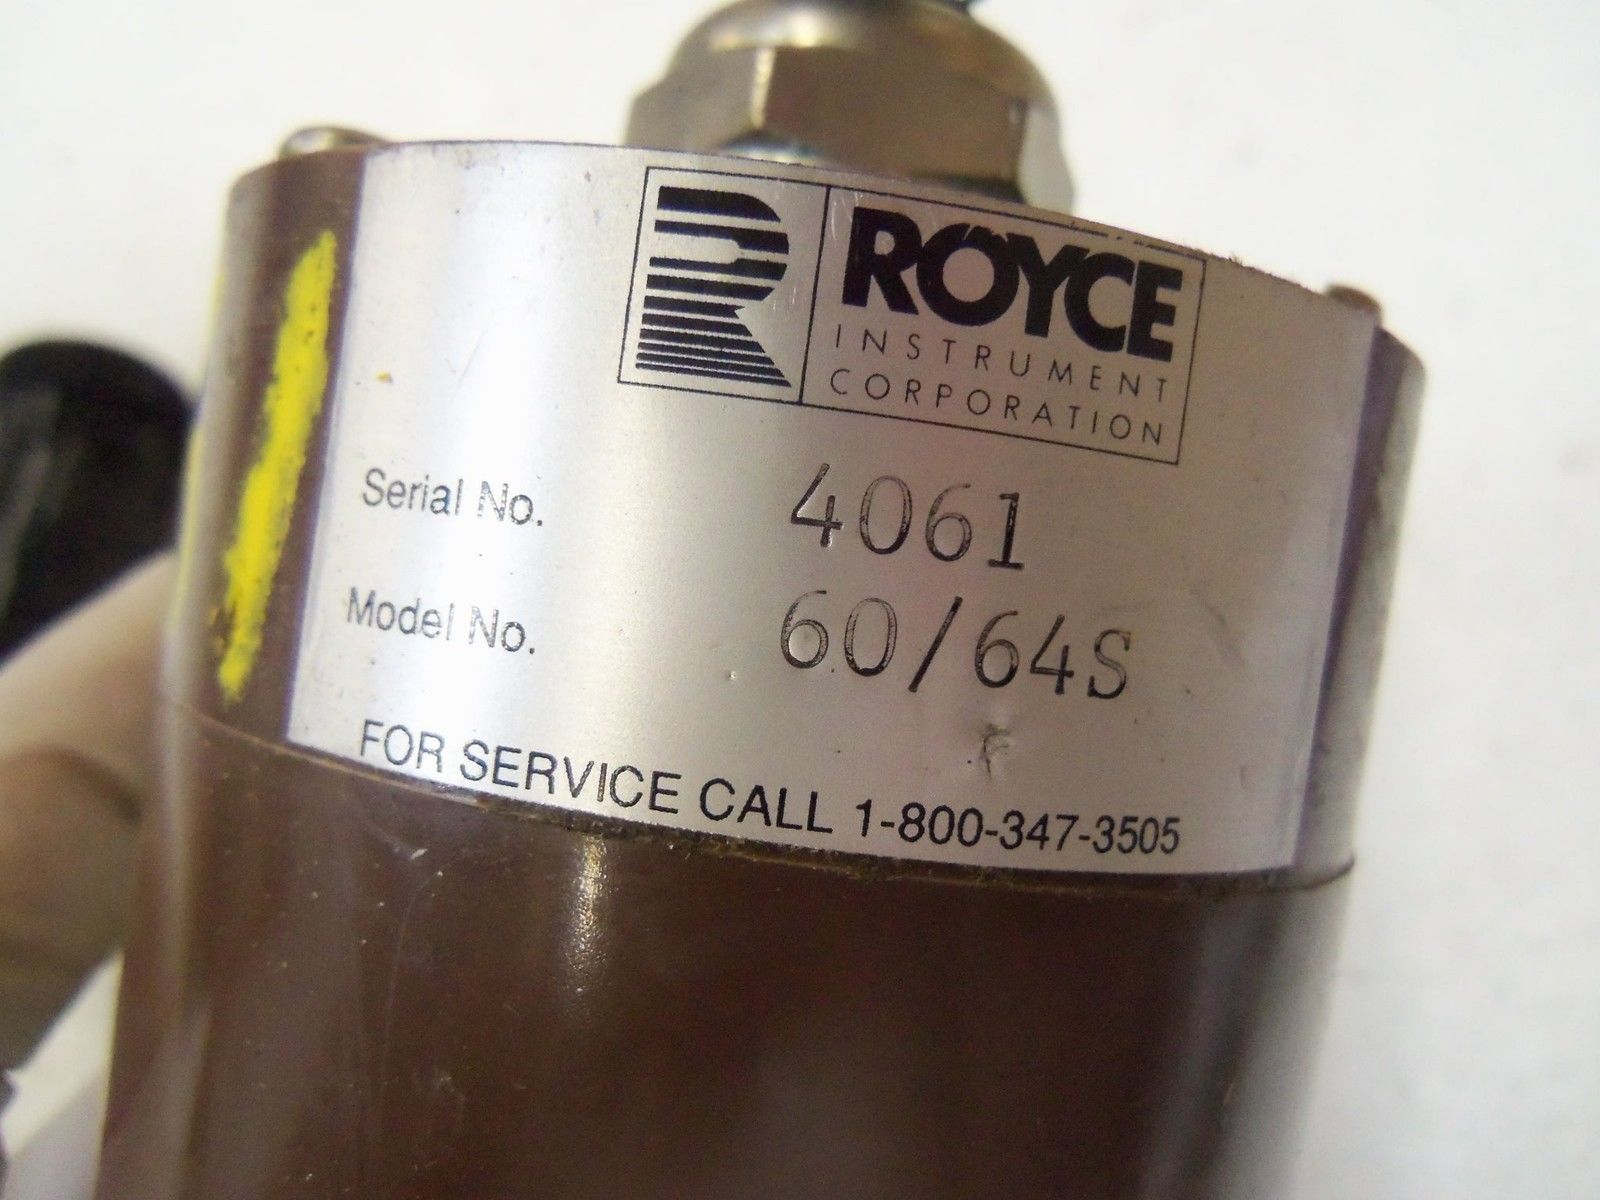 ROYCE
INSTRUMENT
CORPORATION
Serial No. 4061
Model No. 60/64S
F
FOR SERVICE CALL 1-800-347-3505